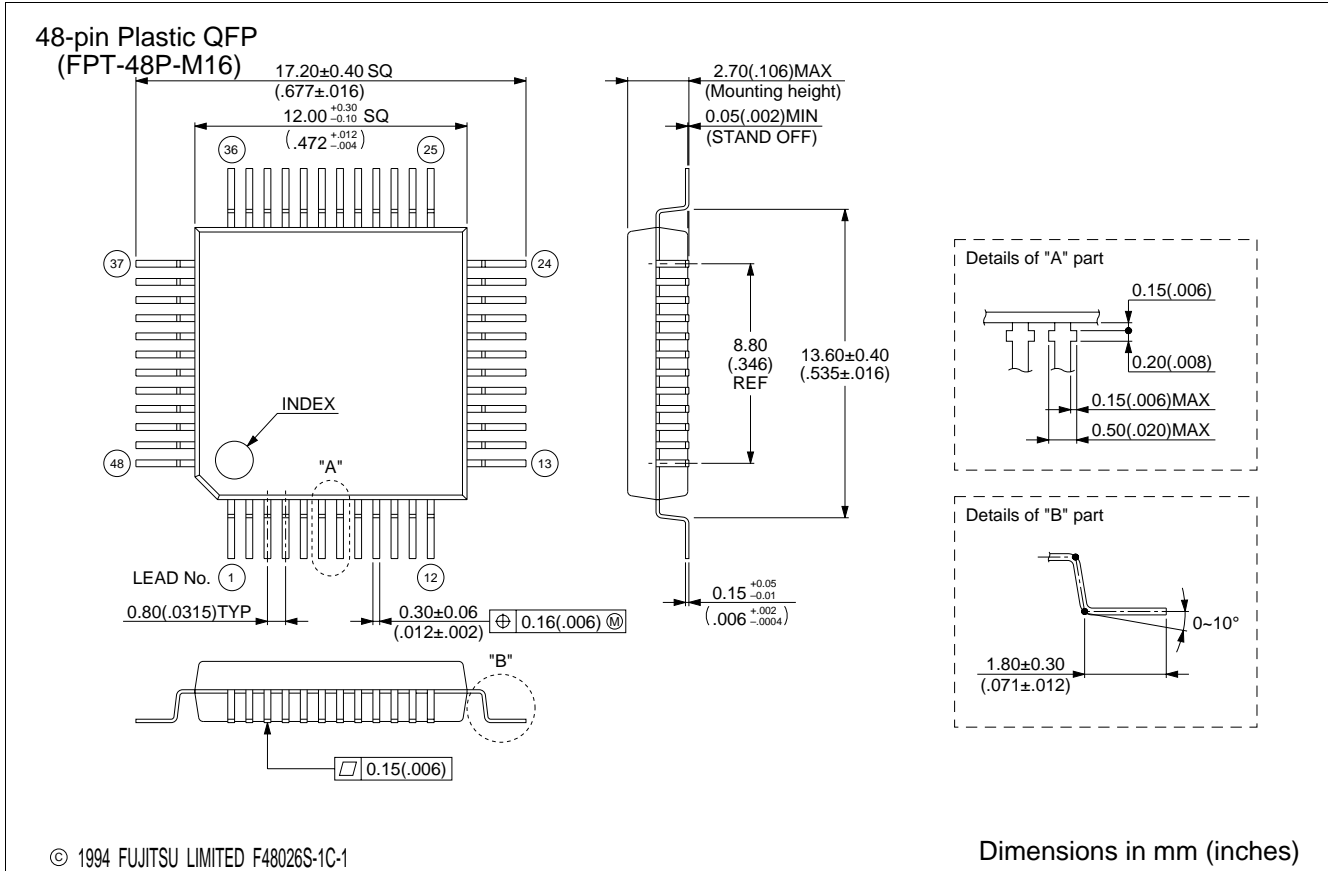 48-pin Plastic QFP
(FPT-48P-M16)
17.20±0.40 SQ
(.677±.016)
12.00 +0.30 −0.10 SQ
(.472 +.012 −.004)
36
25
37
24
48
13
INDEX
"A"
LEAD No. 1
12
0.80(.0315)TYP
0.30±0.06
(.012±.002)
⌖ 0.16(.006) Ⓜ
"B"
⏥ 0.15(.006)
2.70(.106)MAX
(Mounting height)
0.05(.002)MIN
(STAND OFF)
8.80
(.346)
REF
13.60±0.40
(.535±.016)
0.15 +0.05 −0.01
(.006 +.002 −.0004)
Details of "A" part
0.15(.006)
0.20(.008)
0.15(.006)MAX
0.50(.020)MAX
Details of "B" part
0~10°
1.80±0.30
(.071±.012)
© 1994 FUJITSU LIMITED F48026S-1C-1
Dimensions in mm (inches)